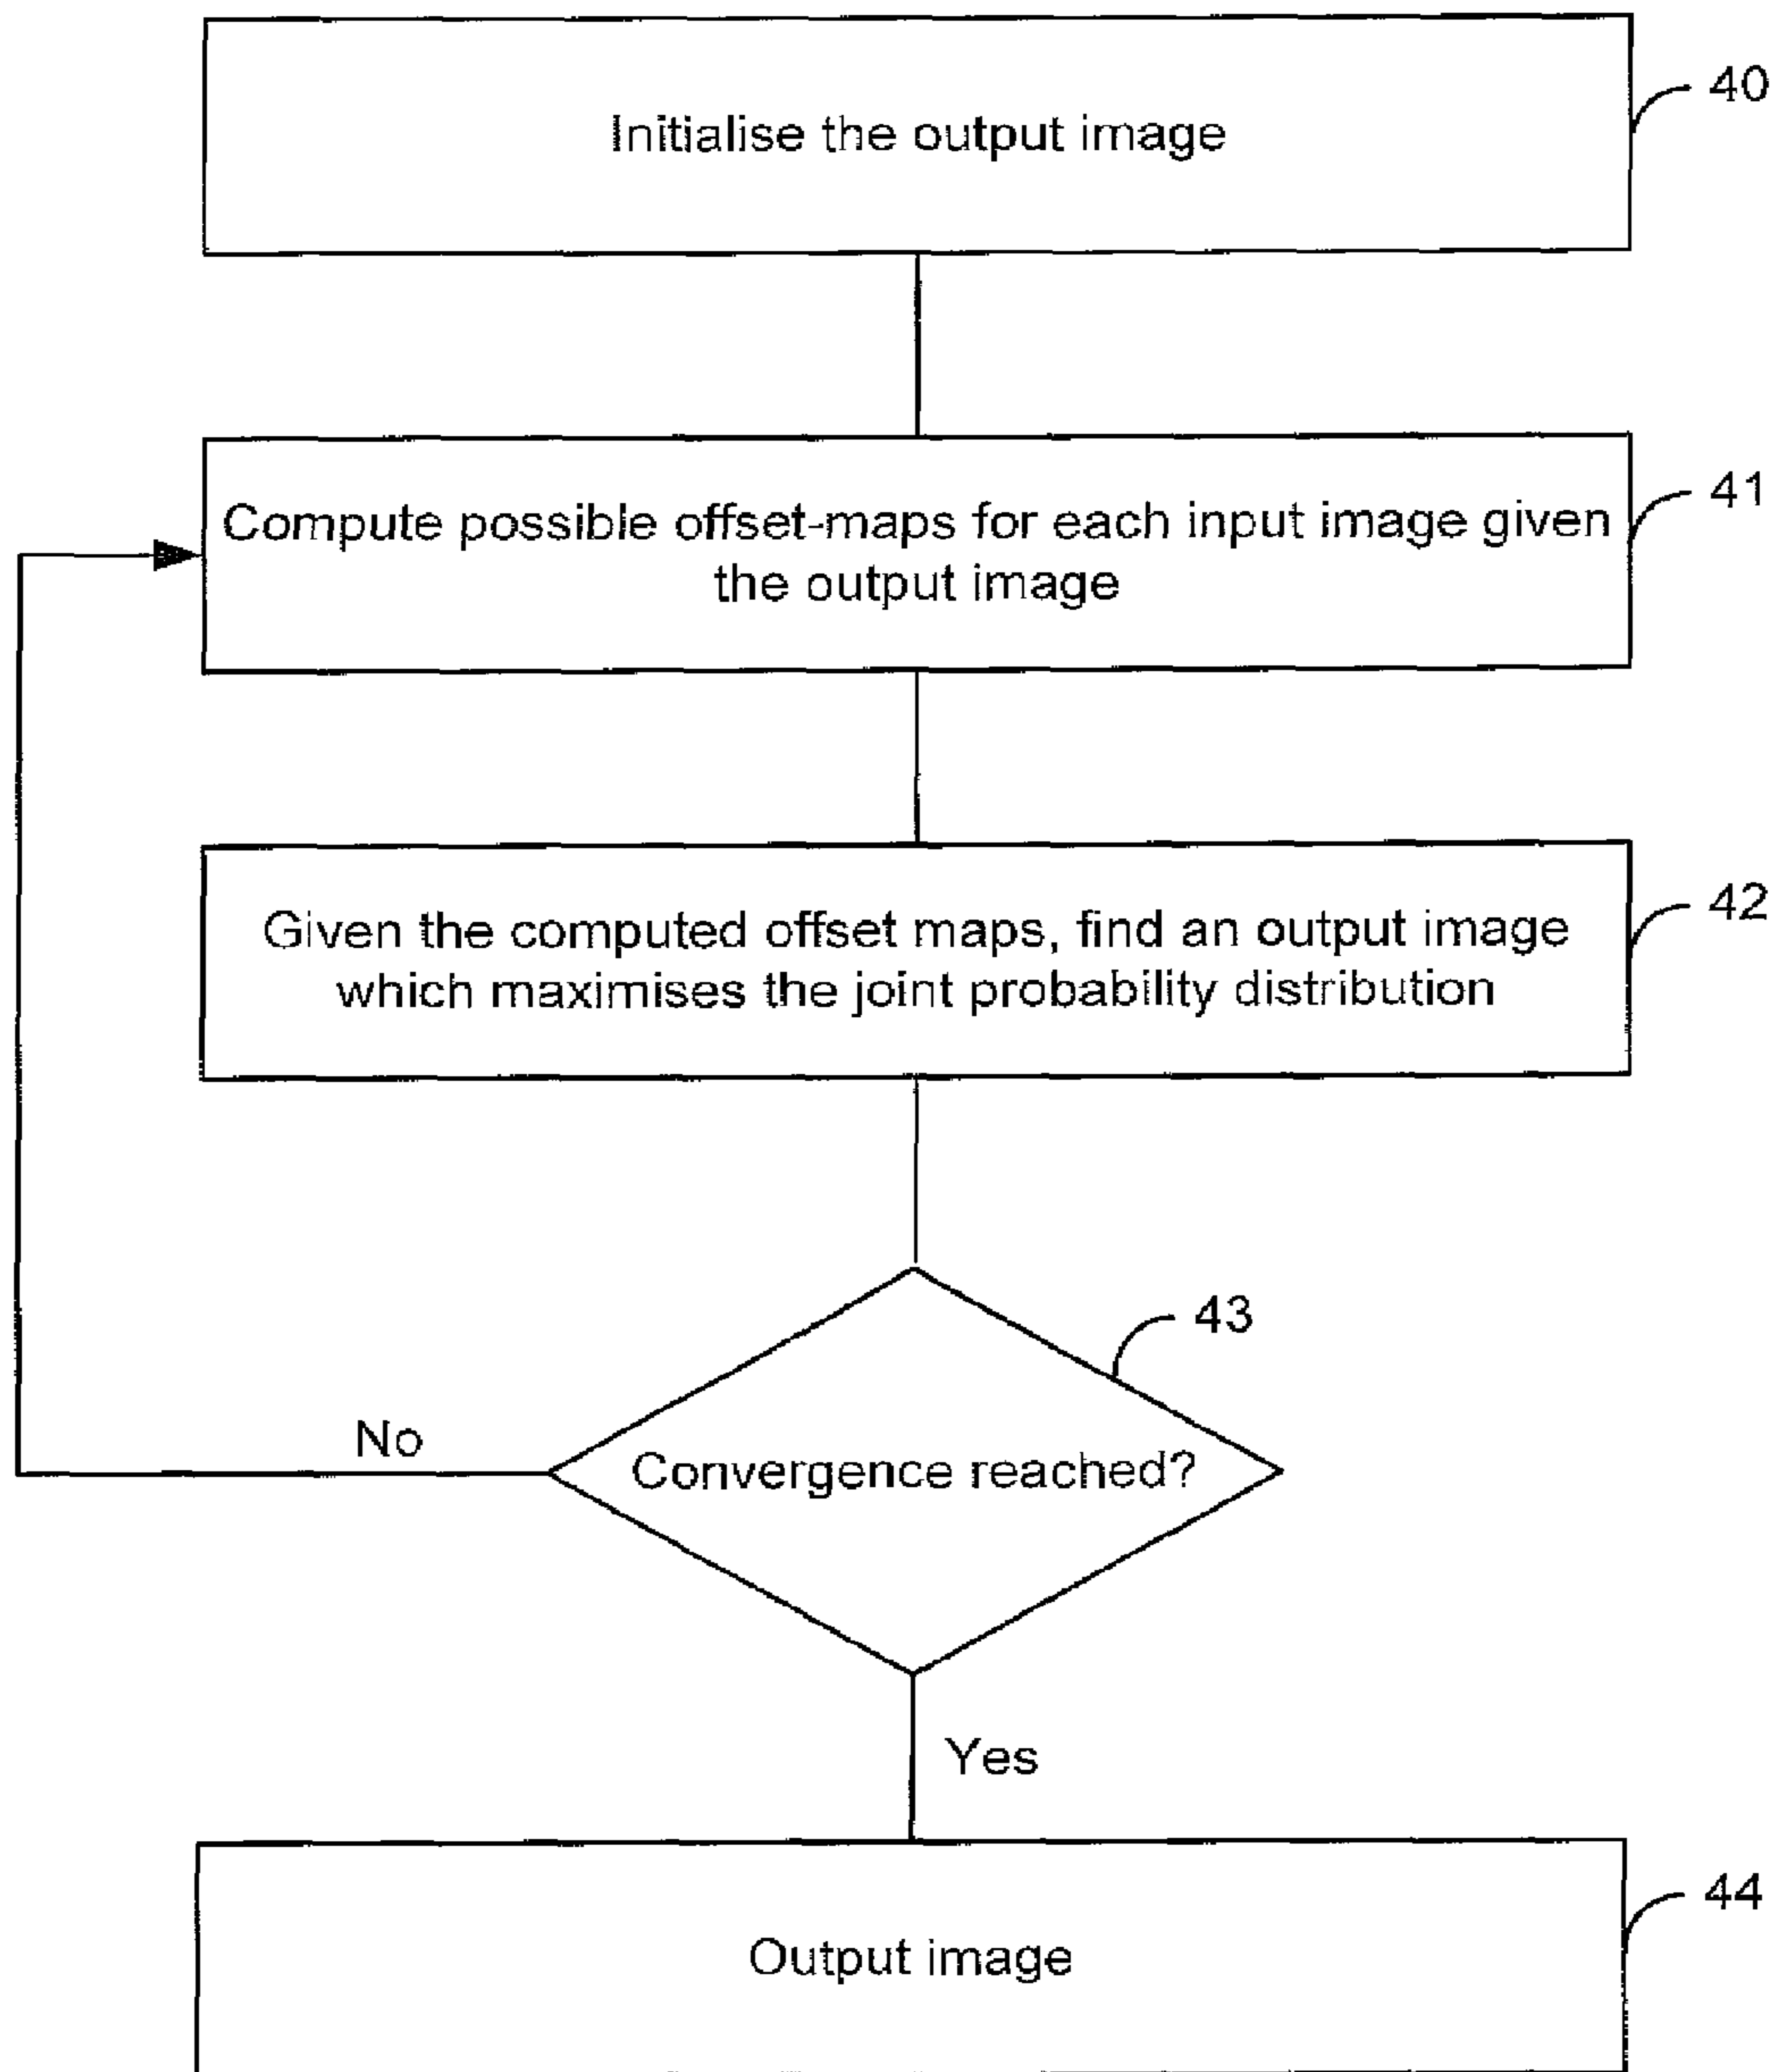 Initialise the output image
40
Compute possible offset-maps for each input image given
the output image
41
Given the computed offset maps, find an output image
which maximises the joint probability distribution
42
Convergence reached?
43
No
Yes
Output image
44